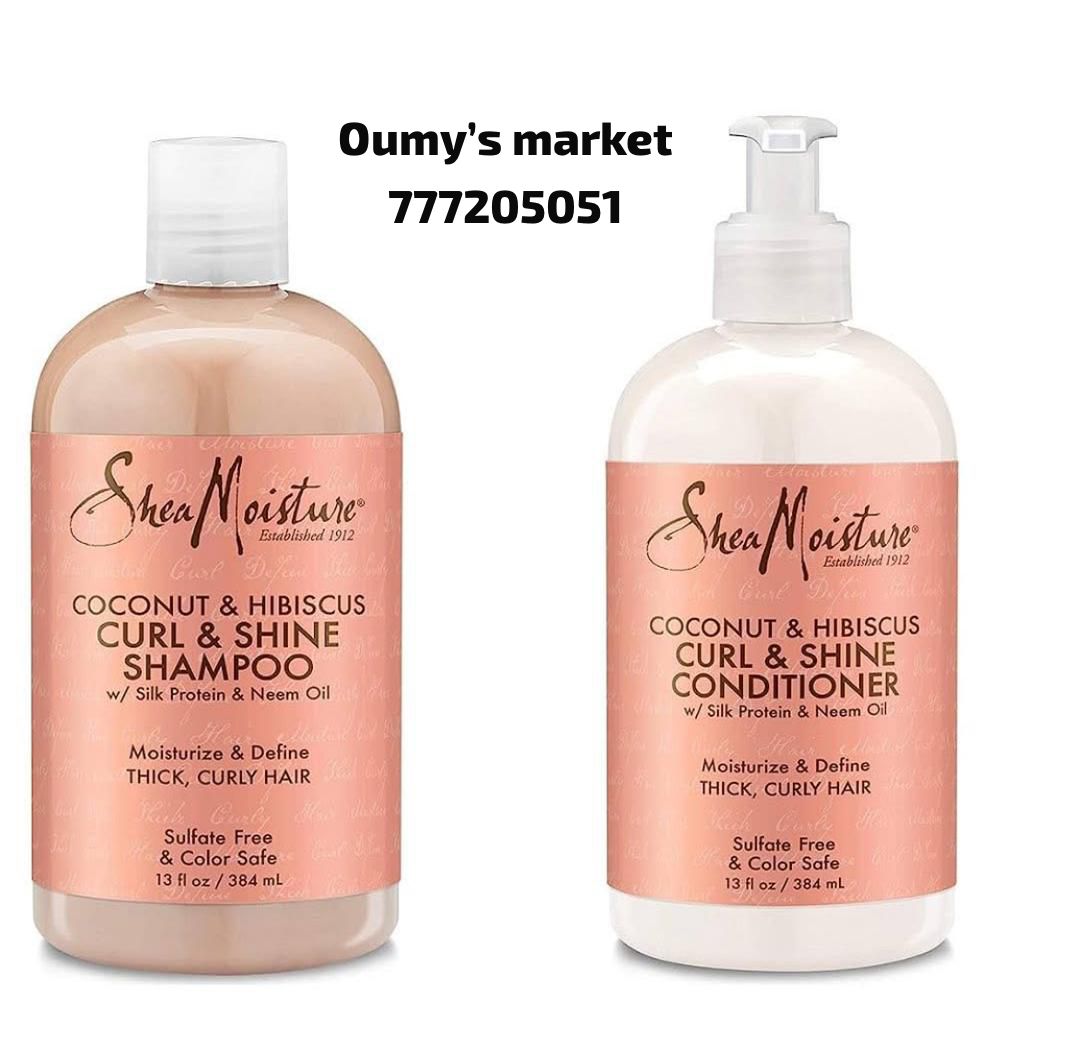 Oumy's market
777205051
SheaMoisture®
Established 1912
COCONUT & HIBISCUS
CURL & SHINE
SHAMPOO
w/ Silk Protein & Neem Oil
Moisturize & Define
THICK, CURLY HAIR
Sulfate Free
& Color Safe
13 fl oz / 384 mL
SheaMoisture®
Established 1912
COCONUT & HIBISCUS
CURL & SHINE
CONDITIONER
w/ Silk Protein & Neem Oil
Moisturize & Define
THICK, CURLY HAIR
Sulfate Free
& Color Safe
13 fl oz / 384 mL